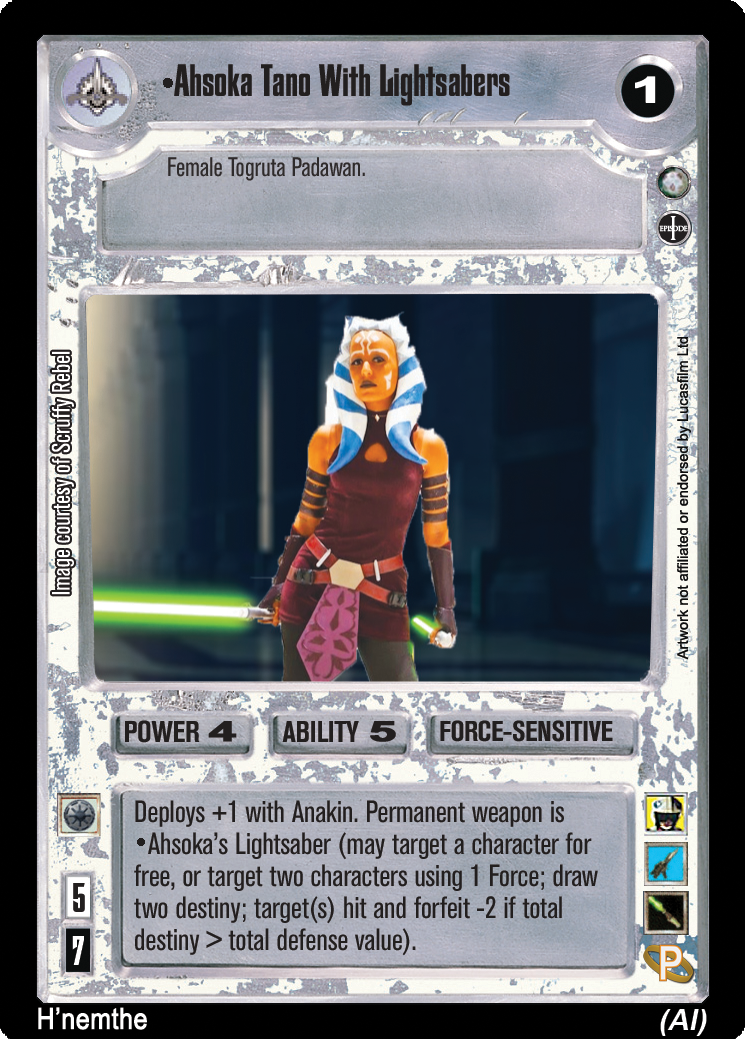 •Ahsoka Tano With Lightsabers
1
Female Togruta Padawan.
EPISODE
I
Image courtesy of Scruffy Rebel
Artwork not affiliated or endorsed by Lucasfilm Ltd
POWER 4
ABILITY 5
FORCE-SENSITIVE
Deploys +1 with Anakin. Permanent weapon is
•Ahsoka's Lightsaber (may target a character for
free, or target two characters using 1 Force; draw
two destiny; target(s) hit and forfeit -2 if total
destiny > total defense value).
5
7
P
H'nemthe
(AI)